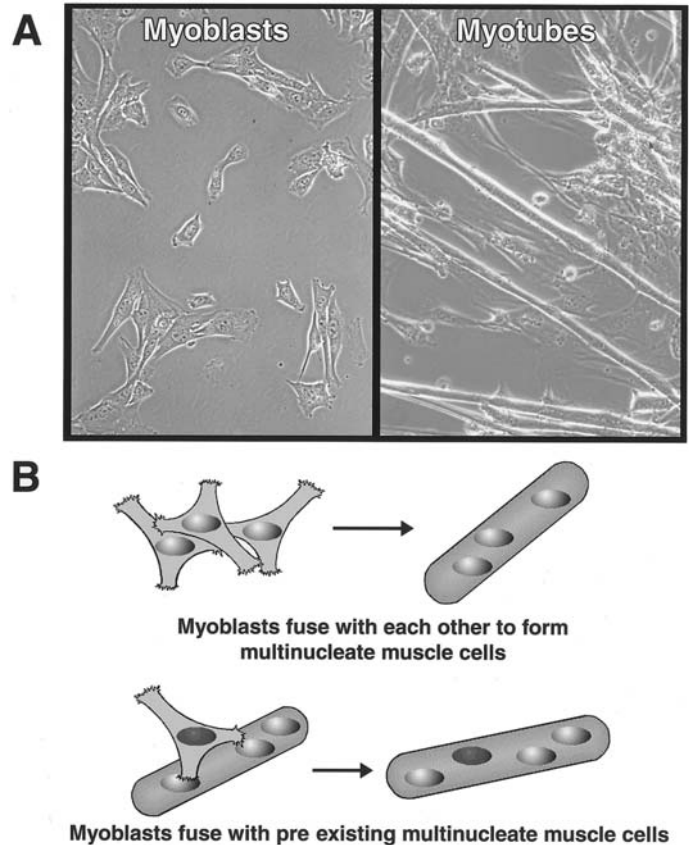 A
Myoblasts
Myotubes
B
Myoblasts fuse with each other to form
multinucleate muscle cells
Myoblasts fuse with pre existing multinucleate muscle cells